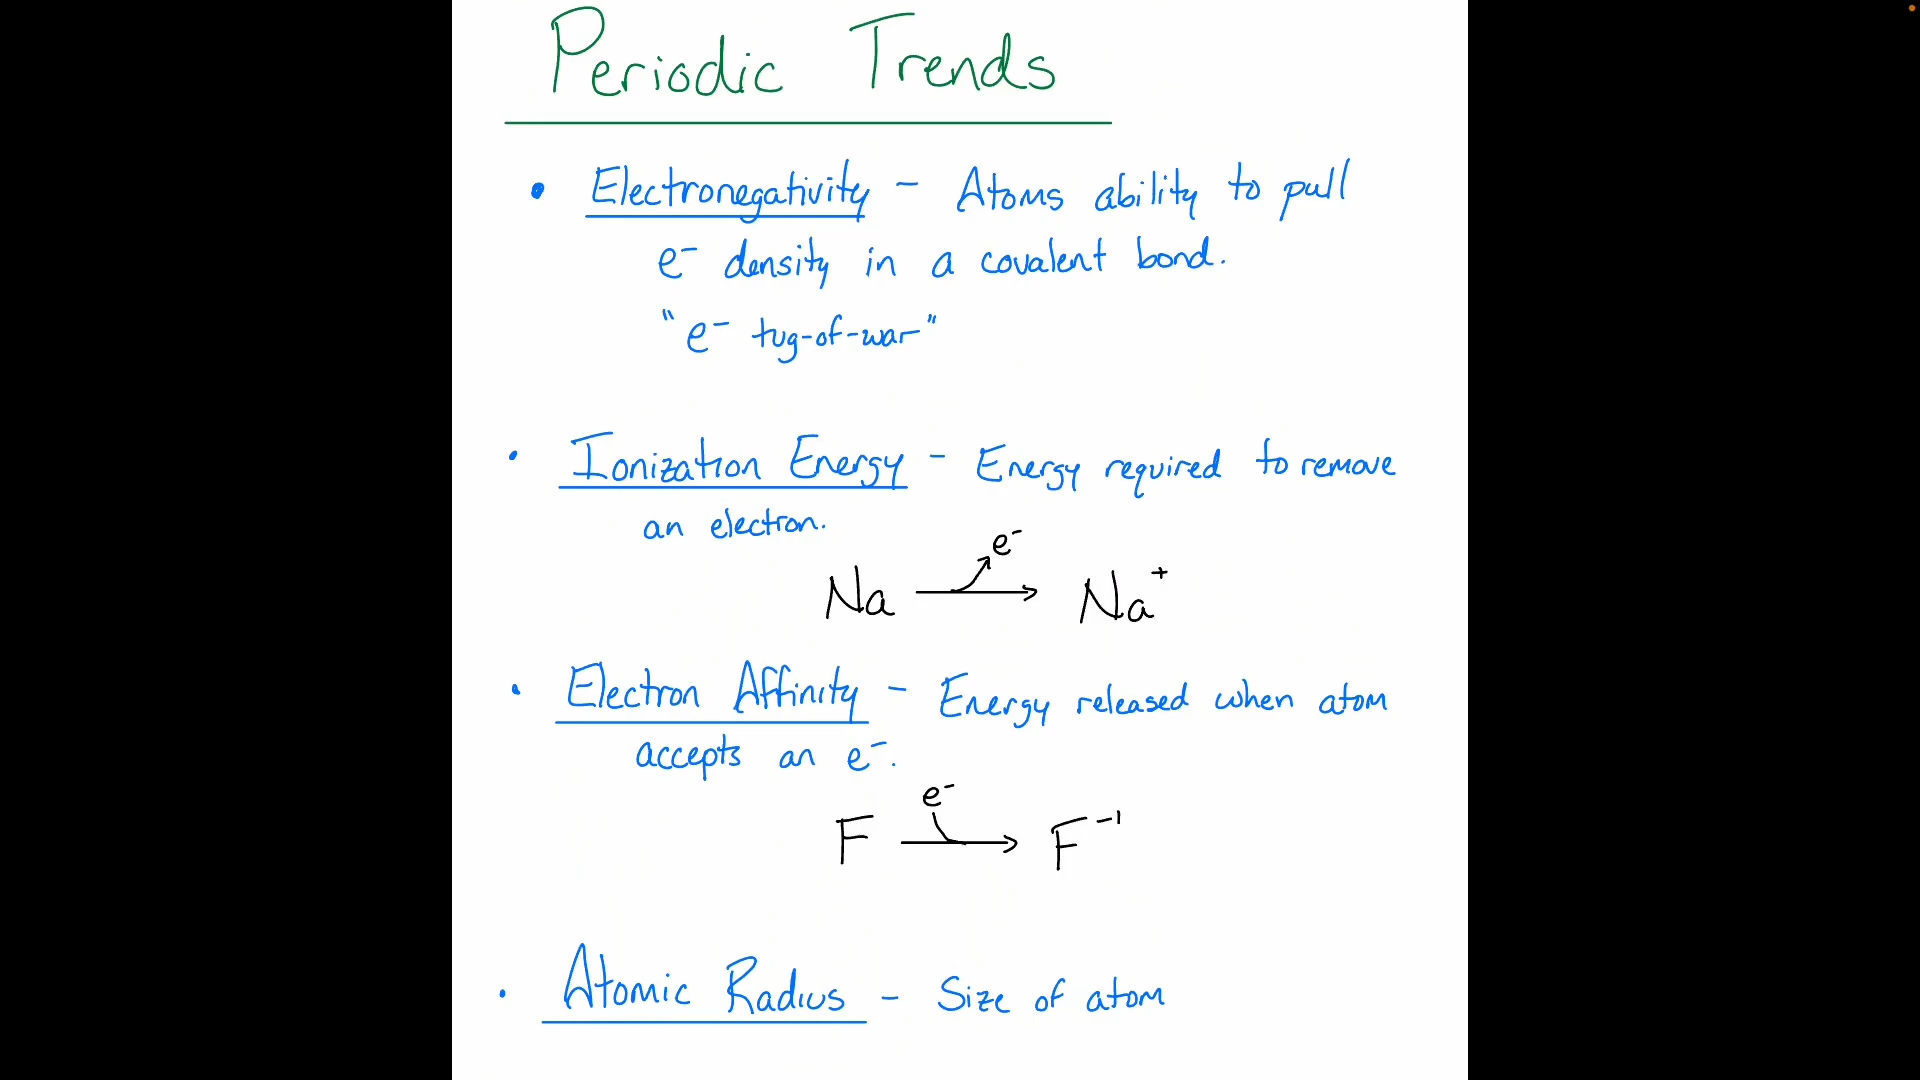 Periodic Trends
• Electronegativity - Atoms ability to pull
e⁻ density in a covalent bond.
"e⁻ tug-of-war"
• Ionization Energy - Energy required to remove
an electron.
e⁻
Na → Na⁺
• Electron Affinity - Energy released when atom
accepts an e⁻.
e⁻
F → F⁻¹
• Atomic Radius - Size of atom